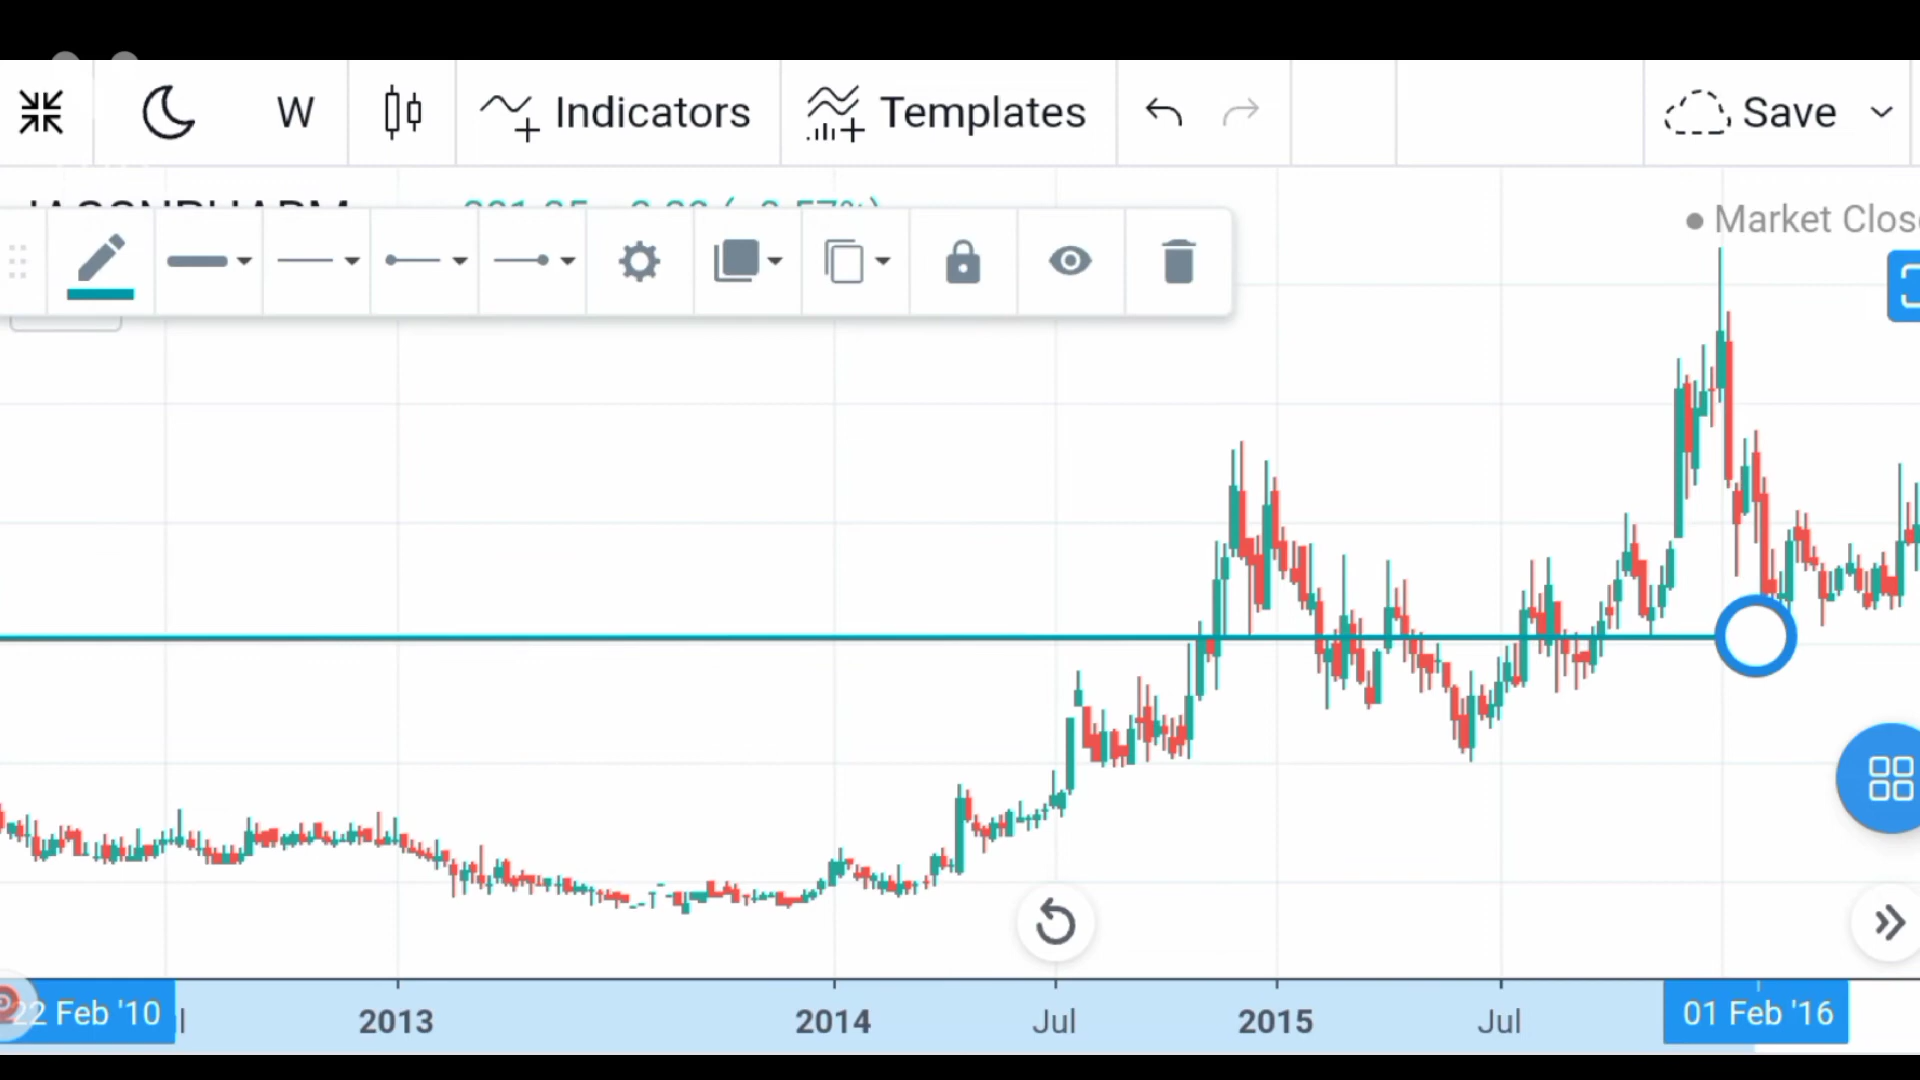 W
Indicators
Templates
Save
Market Clos
22 Feb '10
2013
2014
Jul
2015
Jul
01 Feb '16